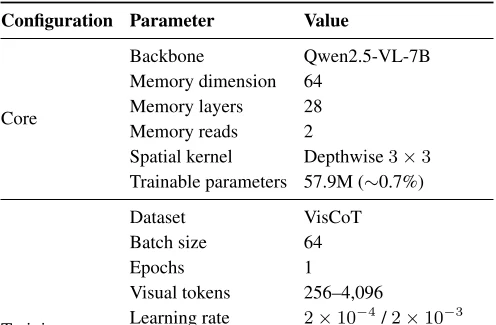 Configuration Parameter Value
Backbone Qwen2.5-VL-7B
Memory dimension 64
Memory layers 28
Core
Memory reads 2
Spatial kernel Depthwise 3 × 3
Trainable parameters 57.9M (~0.7%)
Dataset VisCoT
Batch size 64
Epochs 1
Visual tokens 256–4,096
Learning rate 2 × 10⁻⁴ / 2 × 10⁻³